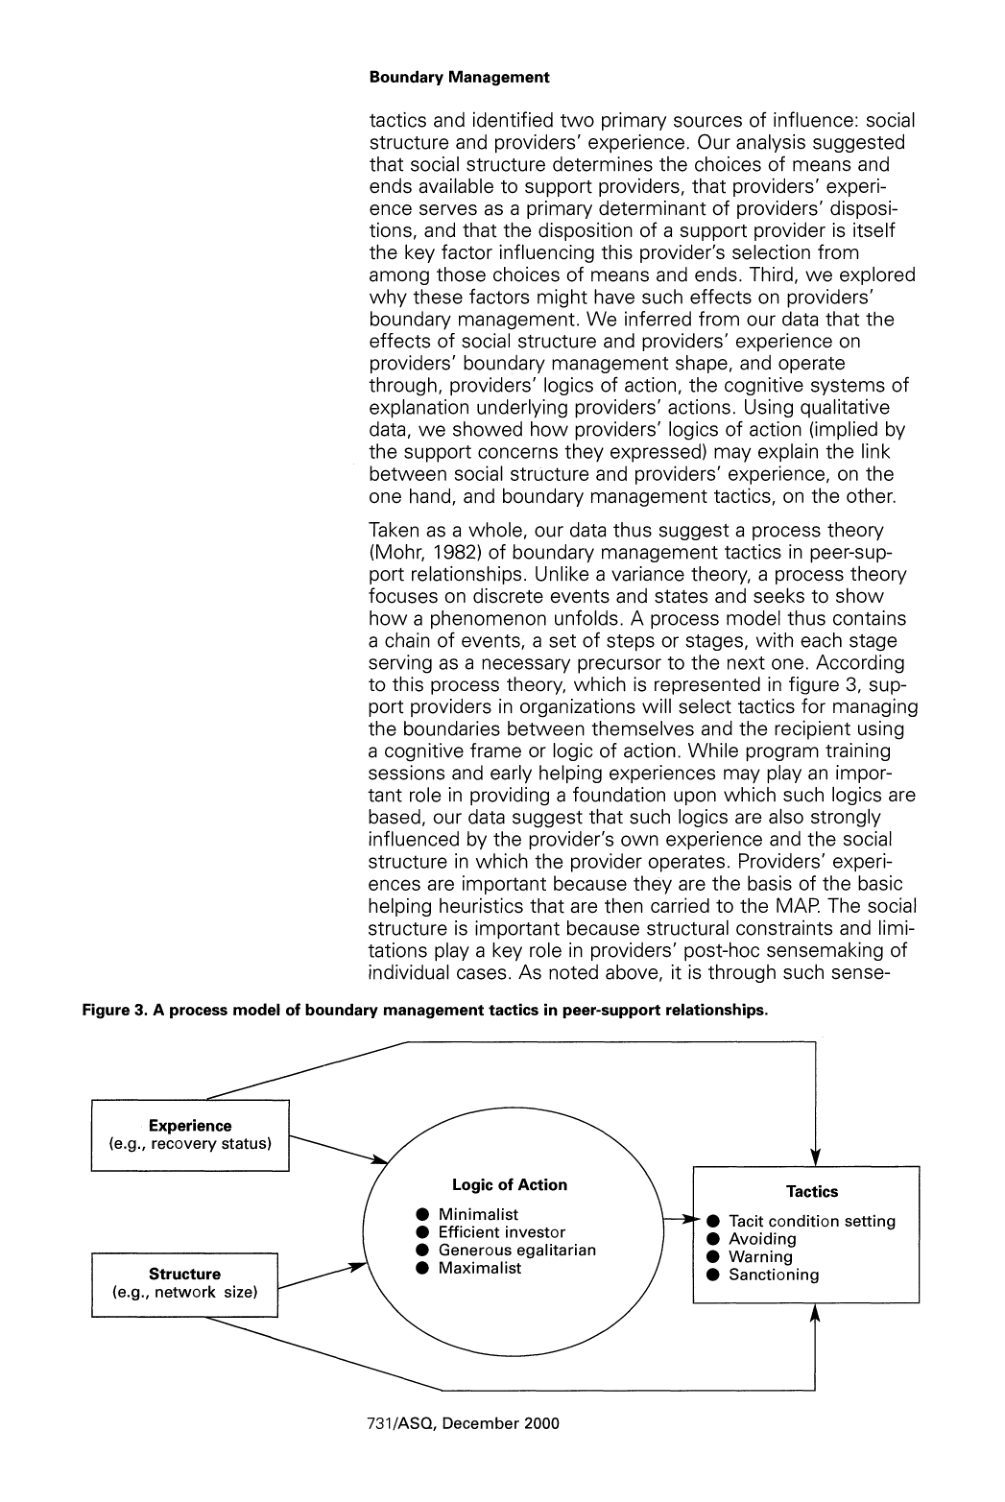 Boundary Management
tactics and identified two primary sources of influence: social
structure and providers' experience. Our analysis suggested
that social structure determines the choices of means and
ends available to support providers, that providers' experi-
ence serves as a primary determinant of providers' disposi-
tions, and that the disposition of a support provider is itself
the key factor influencing this provider's selection from
among those choices of means and ends. Third, we explored
why these factors might have such effects on providers'
boundary management. We inferred from our data that the
effects of social structure and providers' experience on
providers' boundary management shape, and operate
through, providers' logics of action, the cognitive systems of
explanation underlying providers' actions. Using qualitative
data, we showed how providers' logics of action (implied by
the support concerns they expressed) may explain the link
between social structure and providers' experience, on the
one hand, and boundary management tactics, on the other.
Taken as a whole, our data thus suggest a process theory
(Mohr, 1982) of boundary management tactics in peer-sup-
port relationships. Unlike a variance theory, a process theory
focuses on discrete events and states and seeks to show
how a phenomenon unfolds. A process model thus contains
a chain of events, a set of steps or stages, with each stage
serving as a necessary precursor to the next one. According
to this process theory, which is represented in figure 3, sup-
port providers in organizations will select tactics for managing
the boundaries between themselves and the recipient using
a cognitive frame or logic of action. While program training
sessions and early helping experiences may play an impor-
tant role in providing a foundation upon which such logics are
based, our data suggest that such logics are also strongly
influenced by the provider's own experience and the social
structure in which the provider operates. Providers' experi-
ences are important because they are the basis of the basic
helping heuristics that are then carried to the MAP. The social
structure is important because structural constraints and limi-
tations play a key role in providers' post-hoc sensemaking of
individual cases. As noted above, it is through such sense-
Figure 3. A process model of boundary management tactics in peer-support relationships.
Experience
(e.g., recovery status)
Structure
(e.g., network size)
Logic of Action
● Minimalist
● Efficient investor
● Generous egalitarian
● Maximalist
Tactics
● Tacit condition setting
● Avoiding
● Warning
● Sanctioning
731/ASQ, December 2000